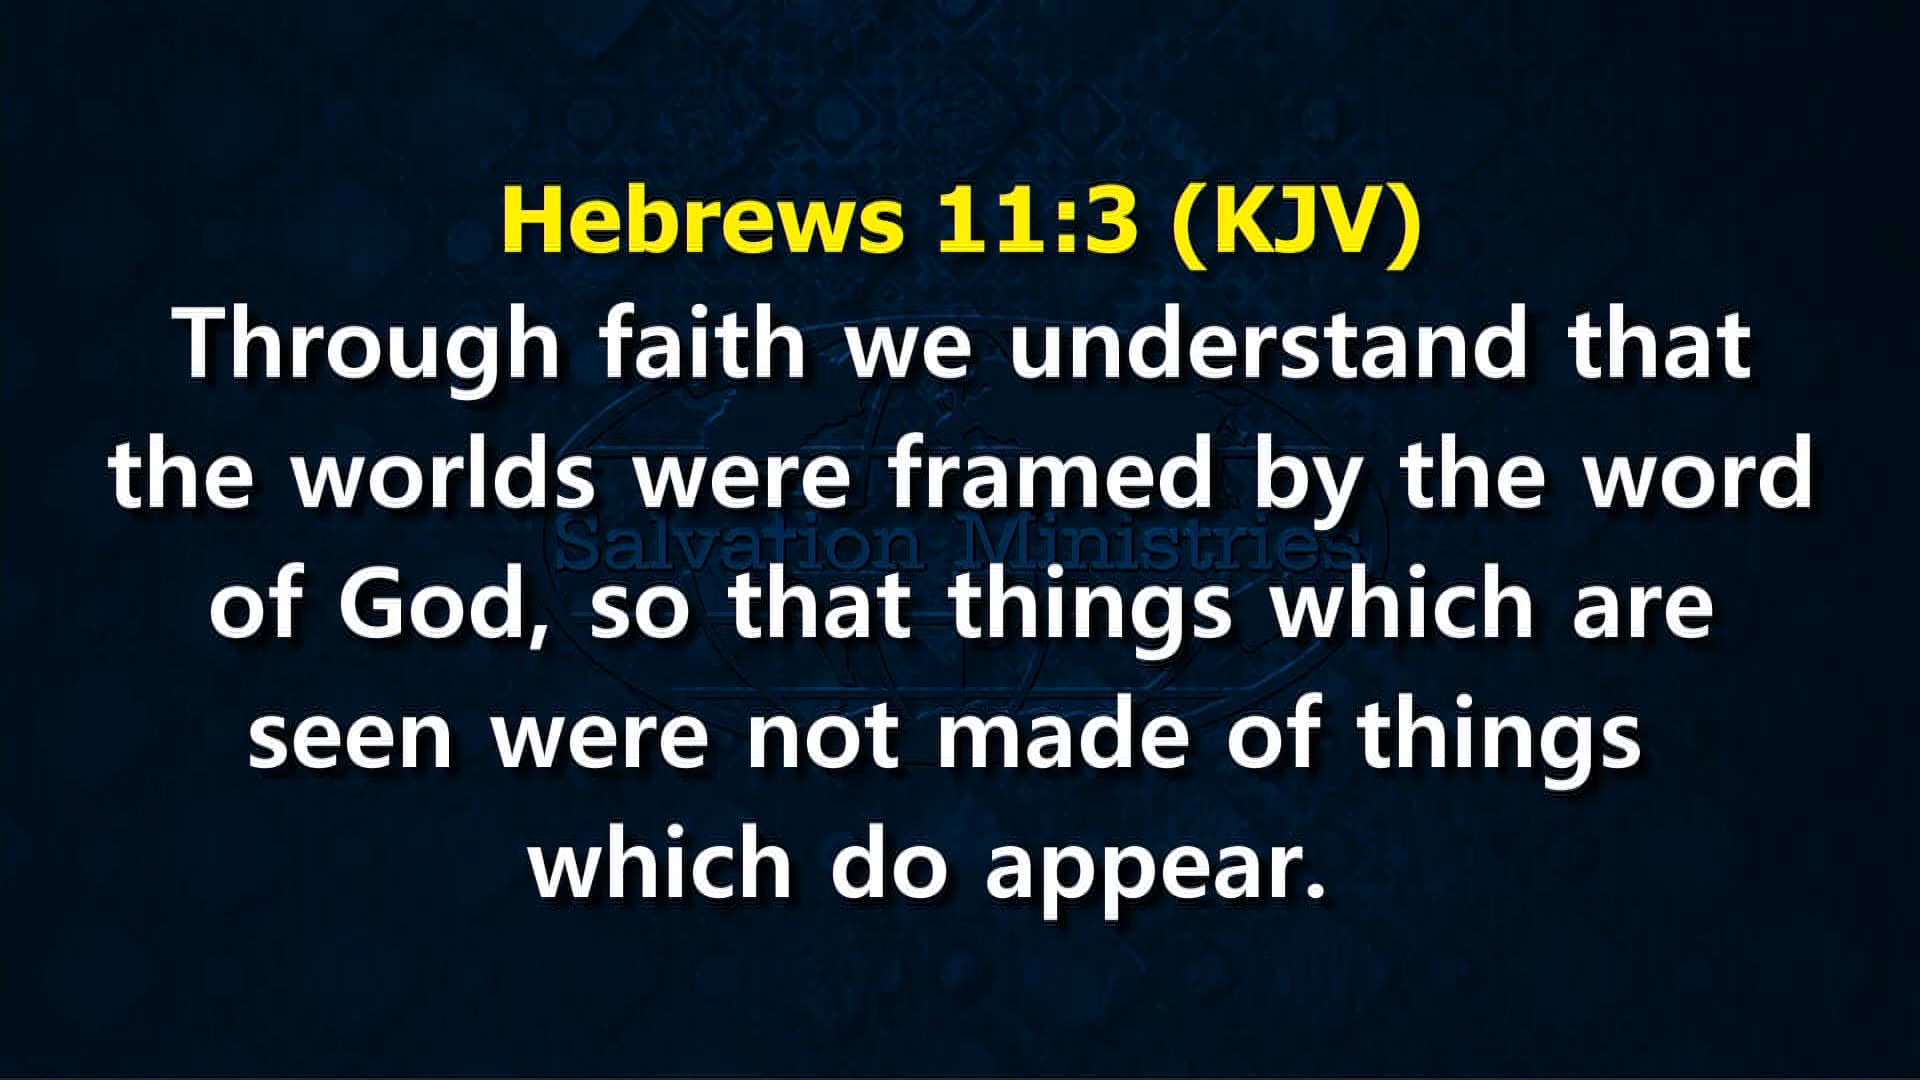 Hebrews 11:3 (KJV)
Through faith we understand that
the worlds were framed by the word
Salvation Ministries
of God, so that things which are
seen were not made of things
which do appear.